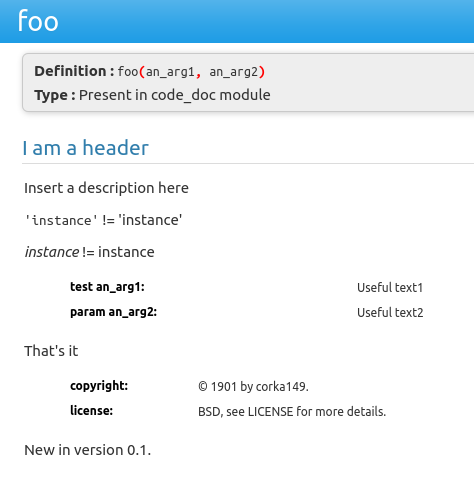 foo
Definition : foo(an_arg1, an_arg2)
Type : Present in code_doc module
I am a header
Insert a description here
'instance' != 'instance'
instance != instance
test an_arg1: Useful text1
param an_arg2: Useful text2
That's it
copyright: © 1901 by corka149.
license: BSD, see LICENSE for more details.
New in version 0.1.